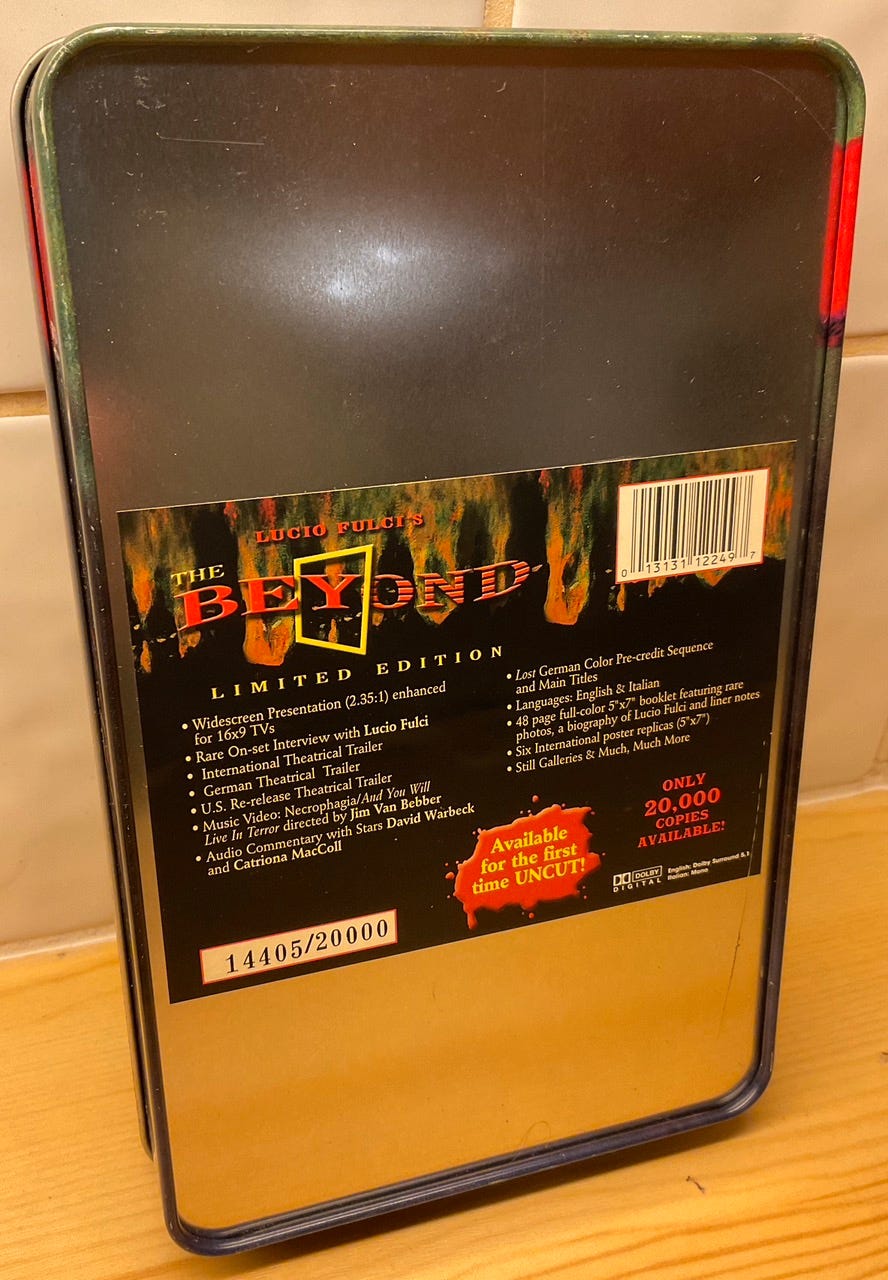 LUCIO FULCI'S
THE
BEYOND
LIMITED EDITION
0 13131 12249 7
• Widescreen Presentation (2.35:1) enhanced
for 16x9 TVs
• Rare On-set Interview with Lucio Fulci
• International Theatrical Trailer
• German Theatrical Trailer
• U.S. Re-release Theatrical Trailer
• Music Video: Necrophagia/And You Will
Live In Terror directed by Jim Van Bebber
• Audio Commentary with Stars David Warbeck
and Catriona MacColl
• Lost German Color Pre-credit Sequence
and Main Titles
• Languages: English & Italian
• 48 page full-color 5"x7" booklet featuring rare
photos, a biography of Lucio Fulci and liner notes
• Six International poster replicas (5"x7")
• Still Galleries & Much, Much More
Available
for the first
time UNCUT!
ONLY
20,000
COPIES
AVAILABLE!
DOLBY
DIGITAL
English: Dolby Surround 5.1
Italian: Mono
14405/20000